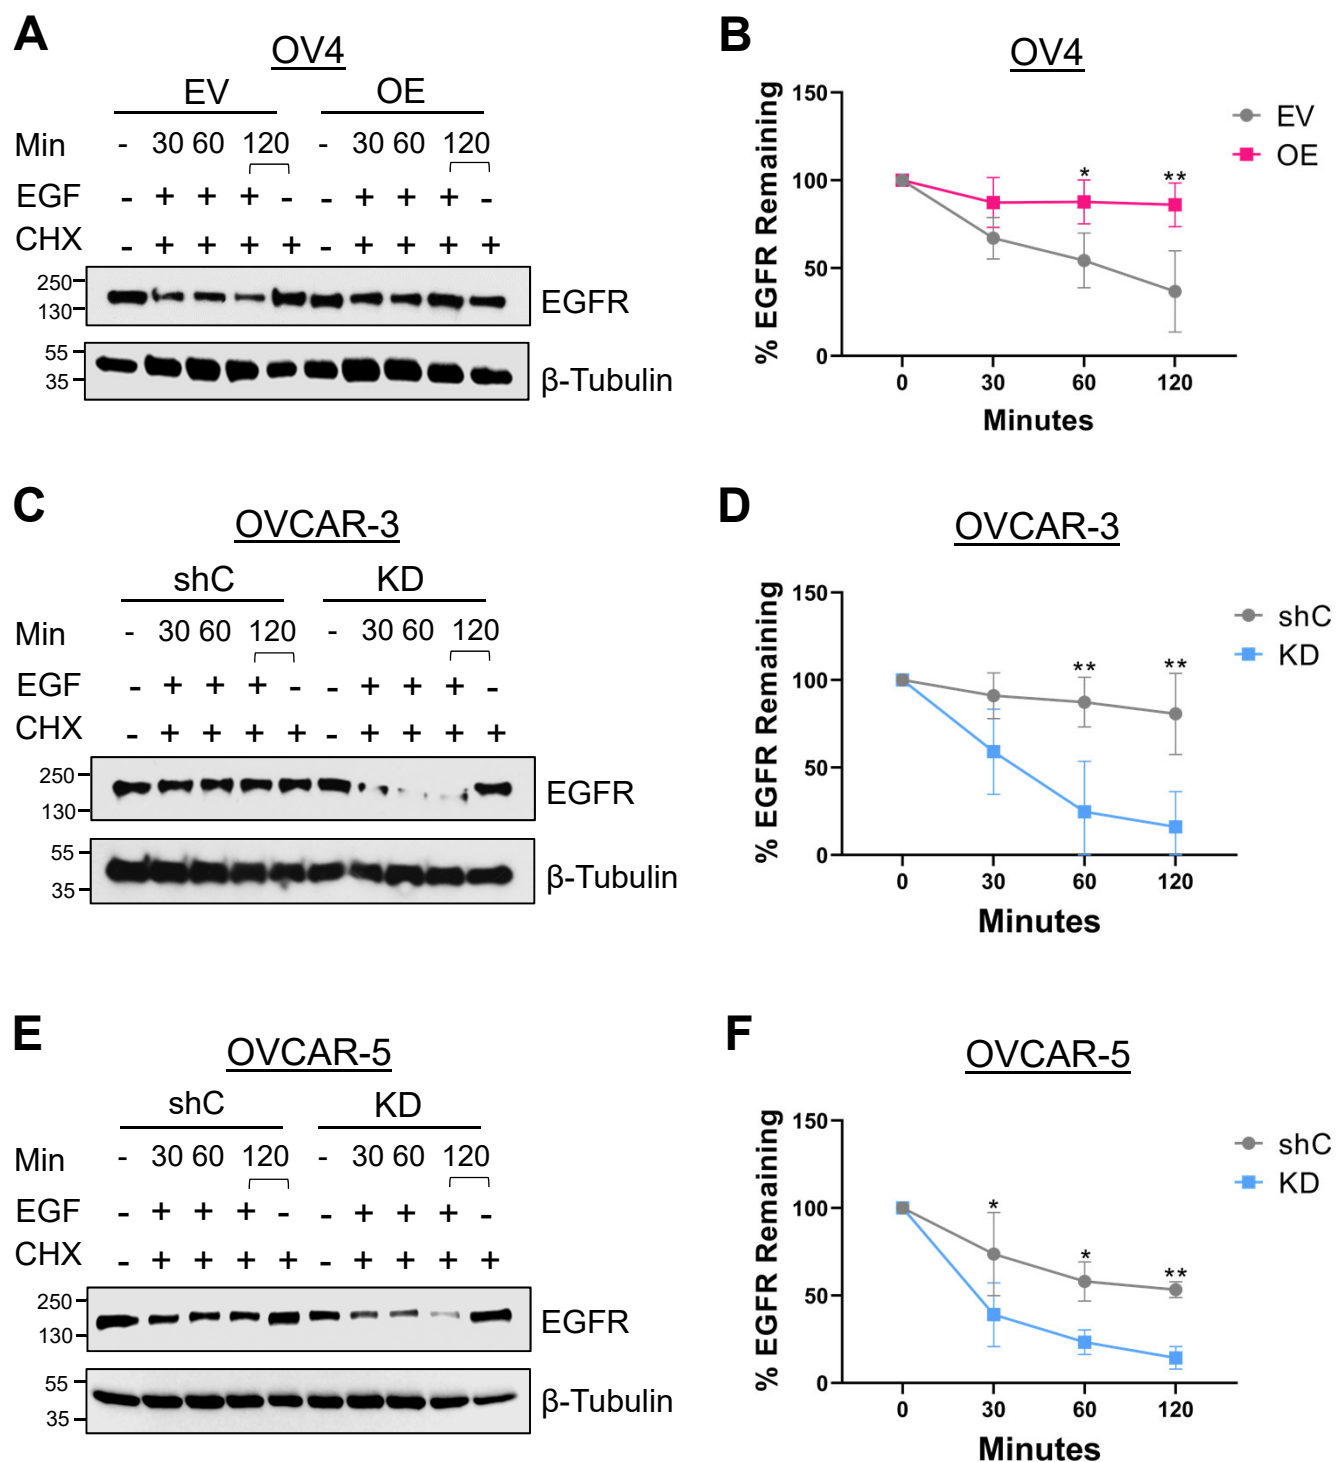 A
OV4
EV OE
Min - 30 60 120 - 30 60 120
EGF - + + + - - + + + -
CHX - + + + + - + + + +
250
130
EGFR
55
35
β-Tubulin
B
OV4
% EGFR Remaining
150
100
50
0
* **
EV
OE
0 30 60 120
Minutes
C
OVCAR-3
shC KD
Min - 30 60 120 - 30 60 120
EGF - + + + - - + + + -
CHX - + + + + - + + + +
250
130
EGFR
55
35
β-Tubulin
D
OVCAR-3
% EGFR Remaining
150
100
50
0
** **
shC
KD
0 30 60 120
Minutes
E
OVCAR-5
shC KD
Min - 30 60 120 - 30 60 120
EGF - + + + - - + + + -
CHX - + + + + - + + + +
250
130
EGFR
55
35
β-Tubulin
F
OVCAR-5
% EGFR Remaining
150
100
50
0
* * **
shC
KD
0 30 60 120
Minutes